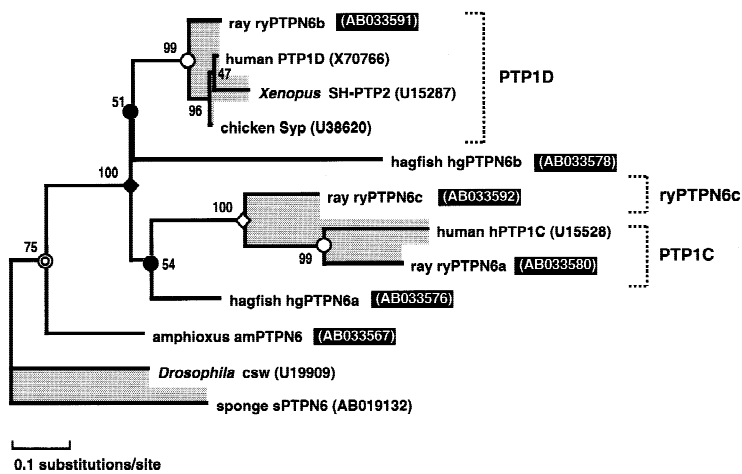 ray ryPTPN6b (AB033591)
99
human PTP1D (X70766)
47
PTP1D
Xenopus SH-PTP2 (U15287)
51
96
chicken Syp (U38620)
hagfish hgPTPN6b (AB033578)
100
ray ryPTPN6c (AB033592)
ryPTPN6c
100
human hPTP1C (U15528)
75
99
PTP1C
54
ray ryPTPN6a (AB033580)
hagfish hgPTPN6a (AB033576)
amphioxus amPTPN6 (AB033567)
Drosophila csw (U19909)
sponge sPTPN6 (AB019132)
0.1 substitutions/site